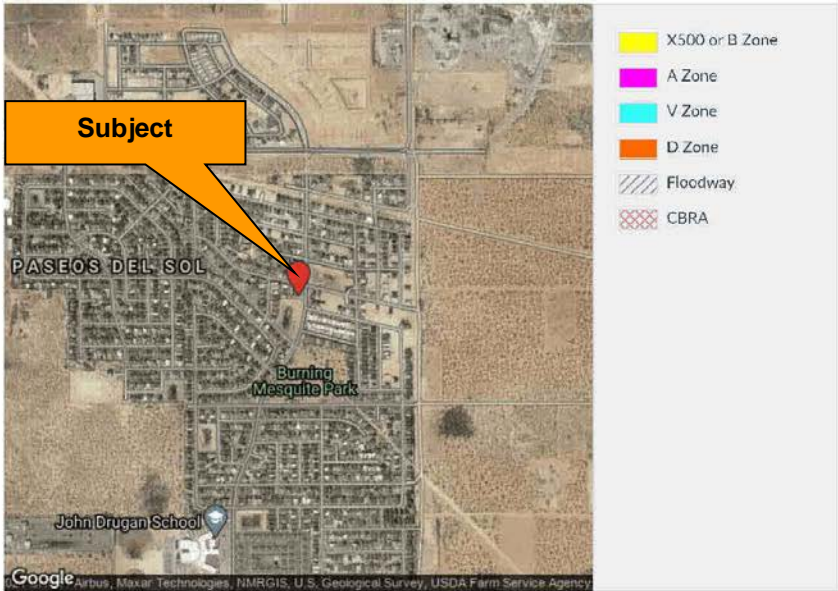 Subject
PASEOS DEL SOL
Burning
Mesquite Park
John Drugan School
Google
Airbus, Maxar Technologies, NMRGIS, U.S. Geological Survey, USDA Farm Service Agency
X500 or B Zone
A Zone
V Zone
D Zone
Floodway
CBRA